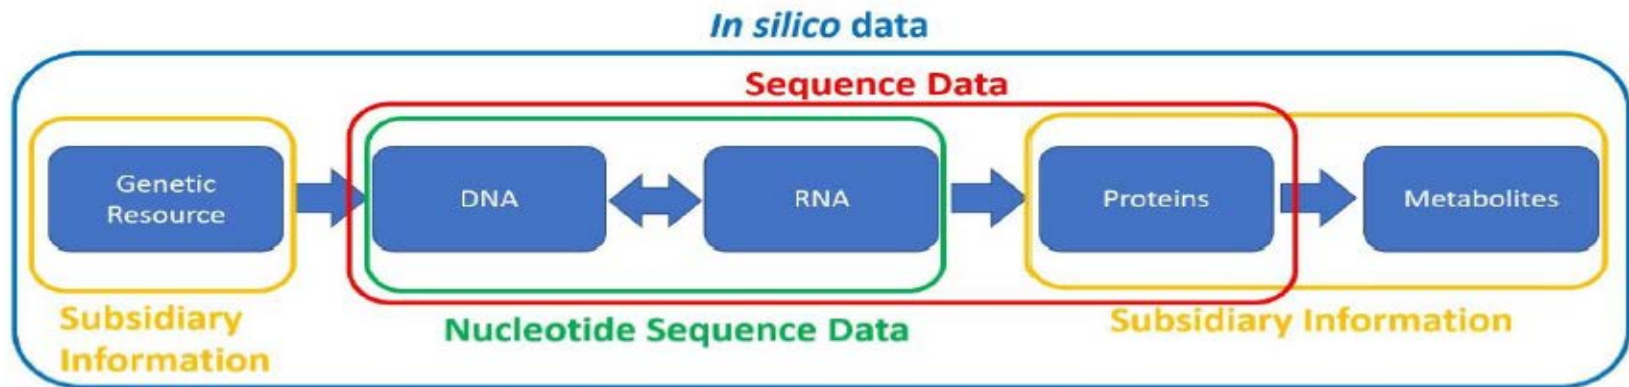 In silico data
Sequence Data
Genetic
Resource
DNA
RNA
Proteins
Metabolites
Subsidiary
Information
Nucleotide Sequence Data
Subsidiary Information